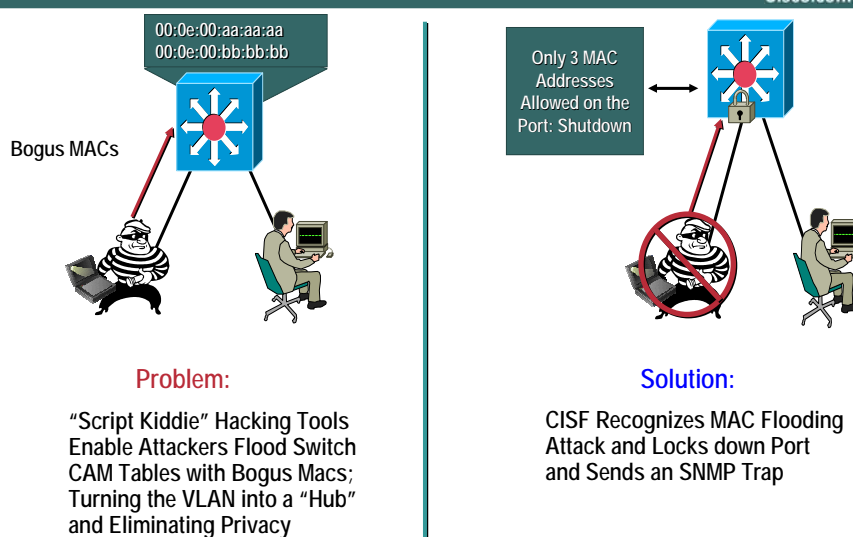 00:0e:00:aa:aa:aa
00:0e:00:bb:bb:bb
Bogus MACs
Problem:
“Script Kiddie” Hacking Tools
Enable Attackers Flood Switch
CAM Tables with Bogus Macs;
Turning the VLAN into a “Hub”
and Eliminating Privacy
Only 3 MAC
Addresses
Allowed on the
Port: Shutdown
Solution:
CISF Recognizes MAC Flooding
Attack and Locks down Port
and Sends an SNMP Trap